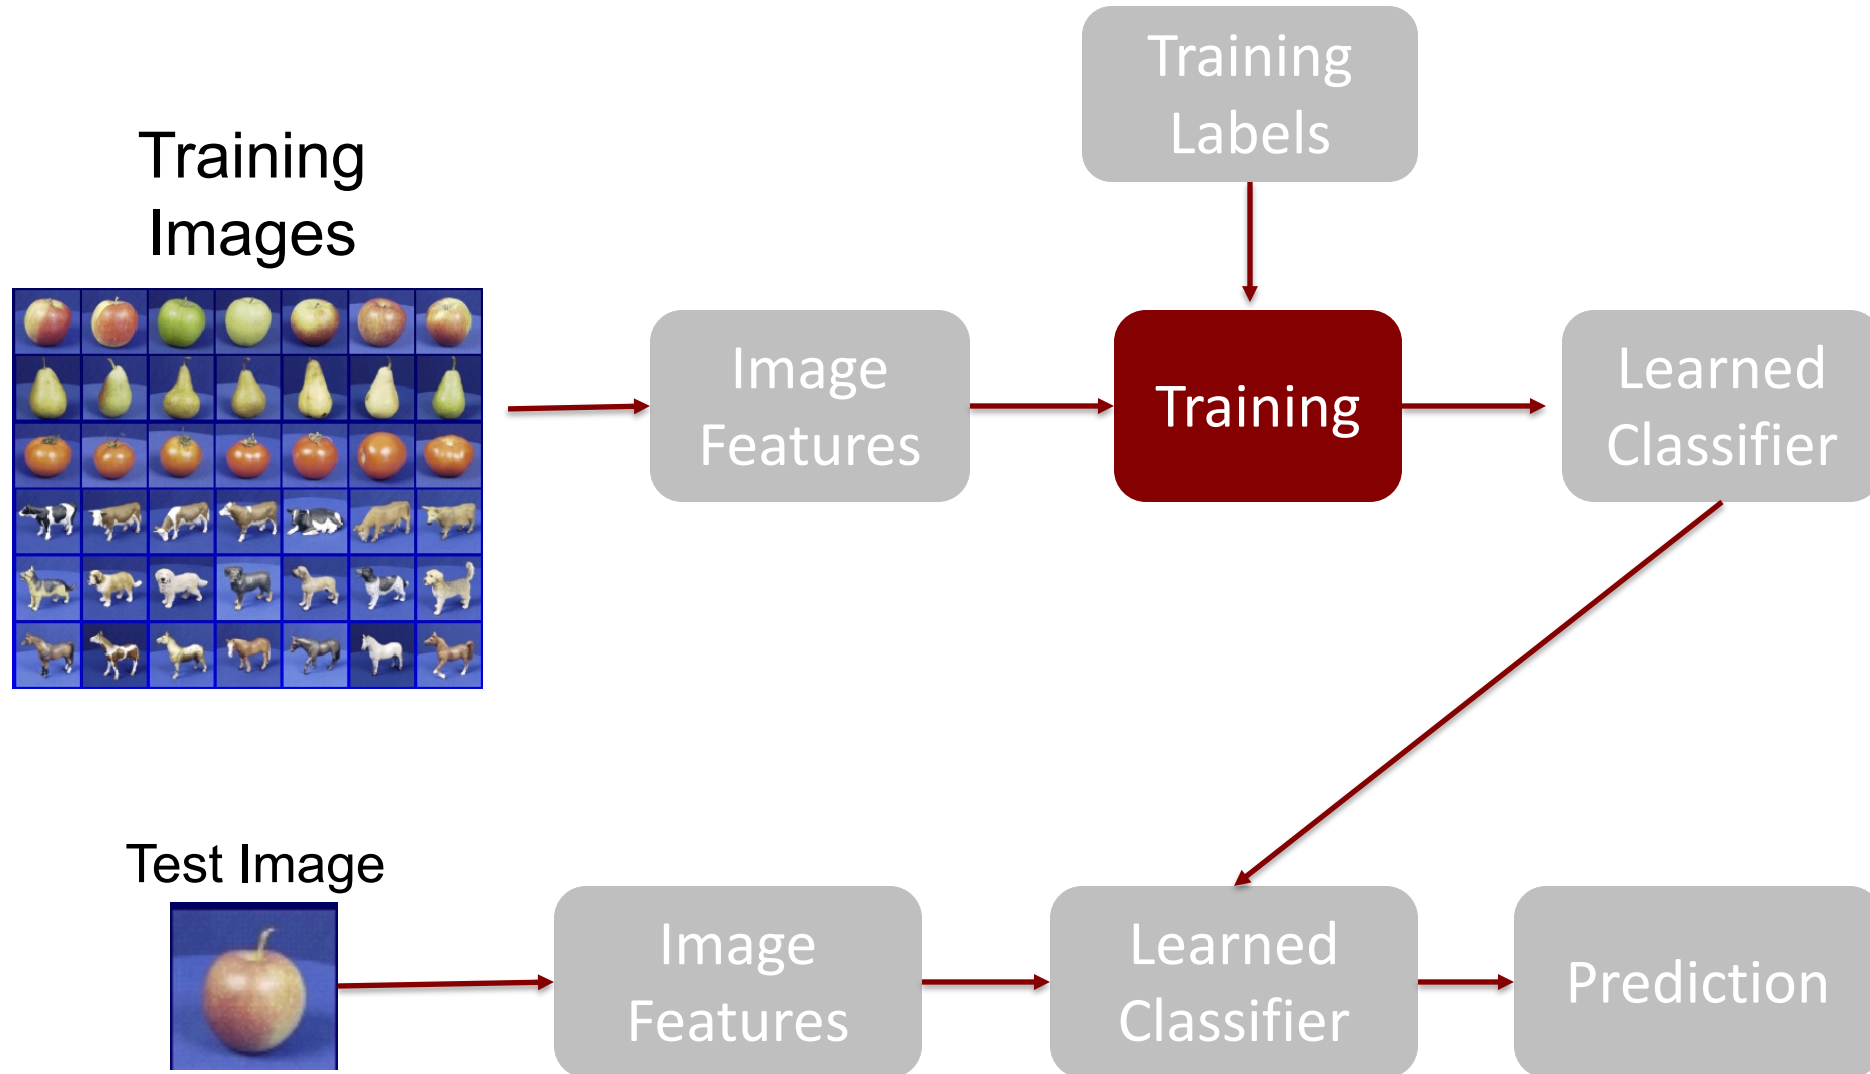 Training
Labels
Training
Images
Image
Features
Training
Learned
Classifier
Test Image
Image
Features
Learned
Classifier
Prediction